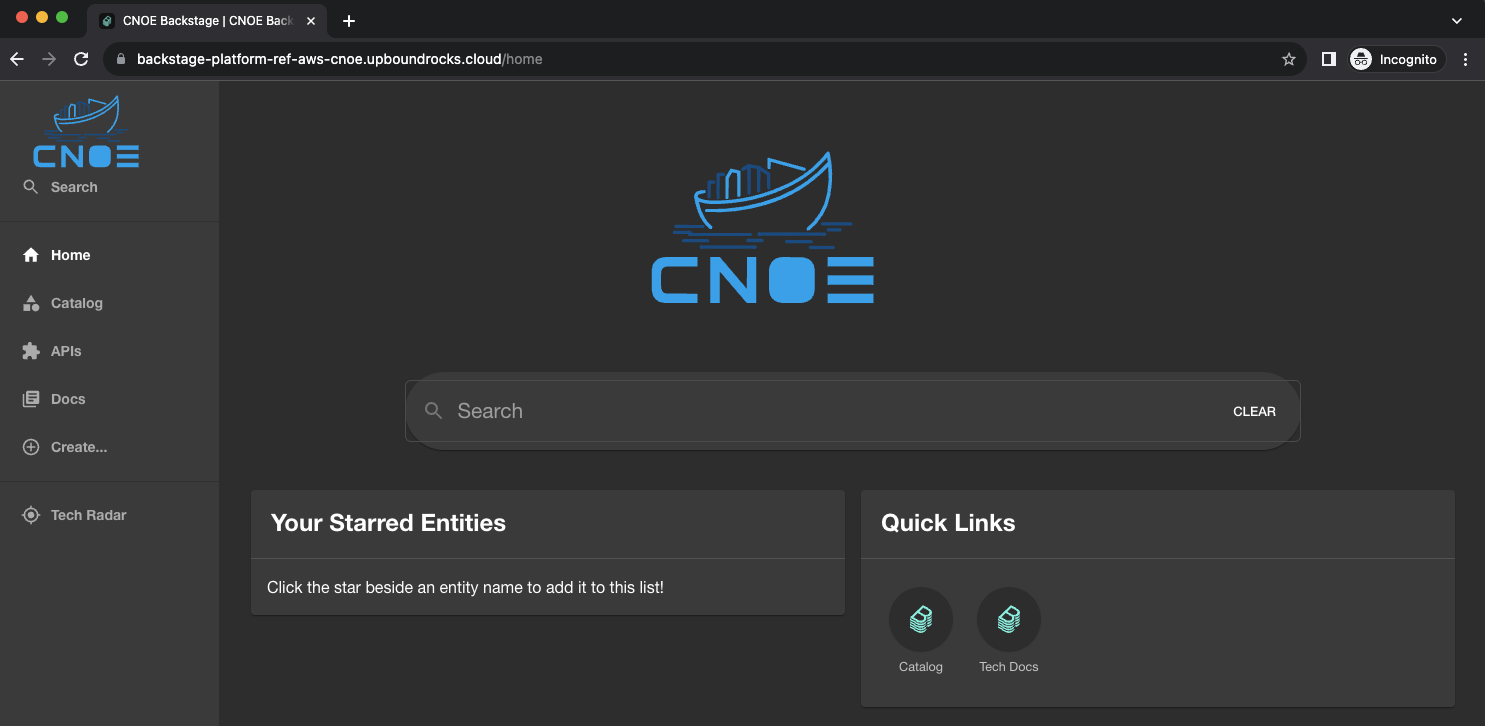 CNOE Backstage | CNOE Back
backstage-platform-ref-aws-cnoe.upboundrocks.cloud/home
Incognito
CNOE
Search
Home
Catalog
APIs
Docs
Create...
Tech Radar
CNOE
Search
CLEAR
Your Starred Entities
Click the star beside an entity name to add it to this list!
Quick Links
Catalog
Tech Docs